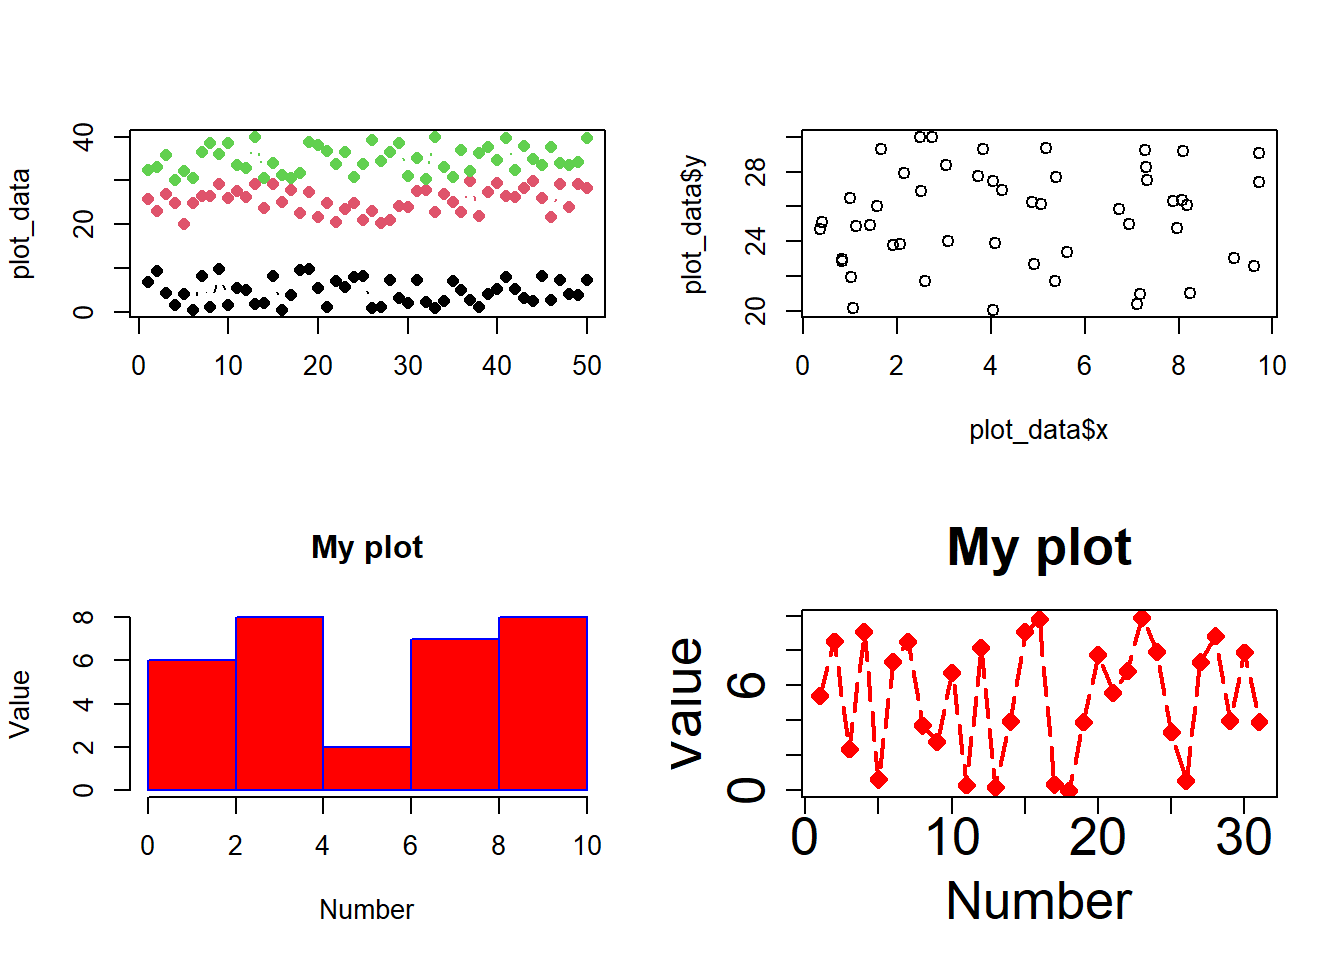 plot_data
0 20 40
0 10 20 30 40 50
plot_data$y
20 24 28
0 2 4 6 8 10
plot_data$x
My plot
Value
0 2 4 6 8
0 2 4 6 8 10
Number
My plot
value
0 6
0 10 20 30
Number